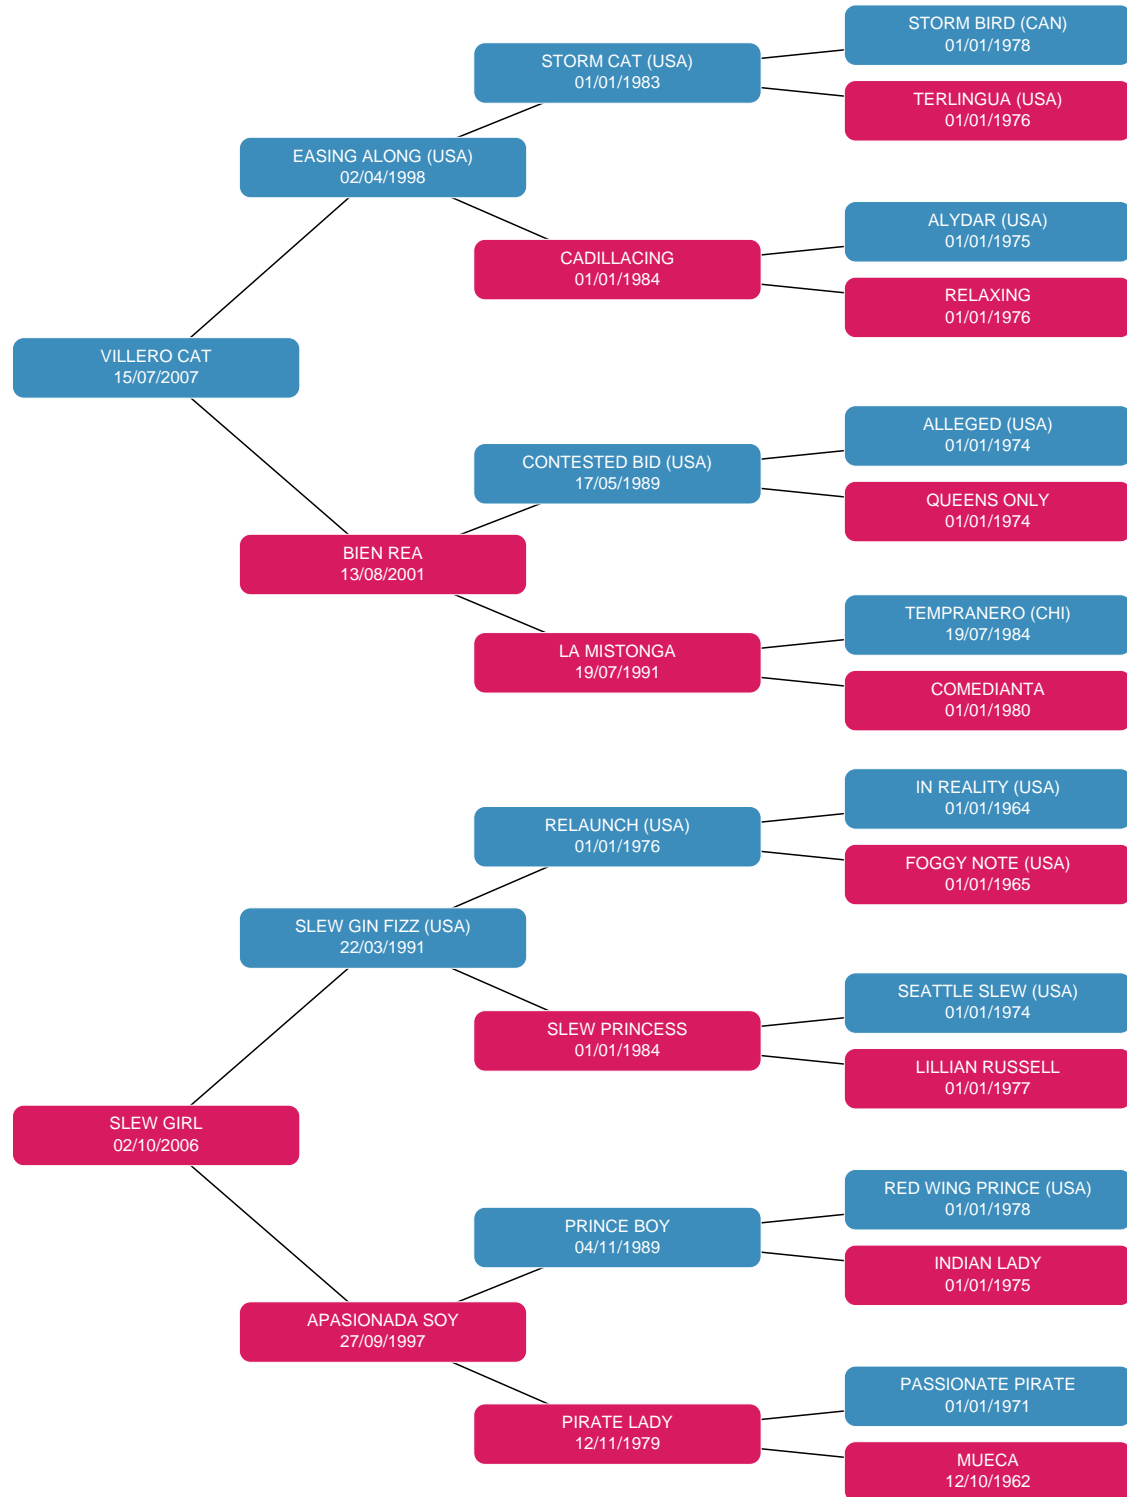 STORM BIRD (CAN)
01/01/1978
STORM CAT (USA)
01/01/1983
TERLINGUA (USA)
01/01/1976
EASING ALONG (USA)
02/04/1998
ALYDAR (USA)
01/01/1975
CADILLACING
01/01/1984
RELAXING
01/01/1976
VILLERO CAT
15/07/2007
ALLEGED (USA)
01/01/1974
CONTESTED BID (USA)
17/05/1989
QUEENS ONLY
01/01/1974
BIEN REA
13/08/2001
TEMPRANERO (CHI)
19/07/1984
LA MISTONGA
19/07/1991
COMEDIANTA
01/01/1980
IN REALITY (USA)
01/01/1964
RELAUNCH (USA)
01/01/1976
FOGGY NOTE (USA)
01/01/1965
SLEW GIN FIZZ (USA)
22/03/1991
SEATTLE SLEW (USA)
01/01/1974
SLEW PRINCESS
01/01/1984
LILLIAN RUSSELL
01/01/1977
SLEW GIRL
02/10/2006
RED WING PRINCE (USA)
01/01/1978
PRINCE BOY
04/11/1989
INDIAN LADY
01/01/1975
APASIONADA SOY
27/09/1997
PASSIONATE PIRATE
01/01/1971
PIRATE LADY
12/11/1979
MUECA
12/10/1962